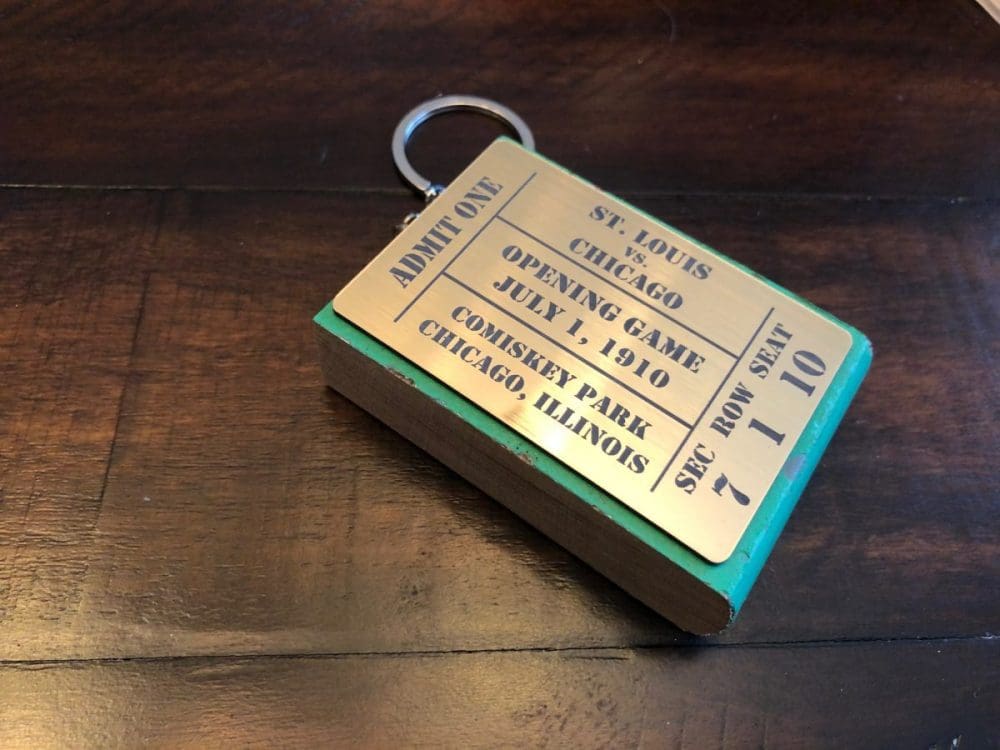 ADMIT ONE
ST. LOUIS
VS.
CHICAGO
OPENING GAME
JULY 1, 1910
COMISKEY PARK
CHICAGO, ILLINOIS
SEC ROW SEAT
7 1 10